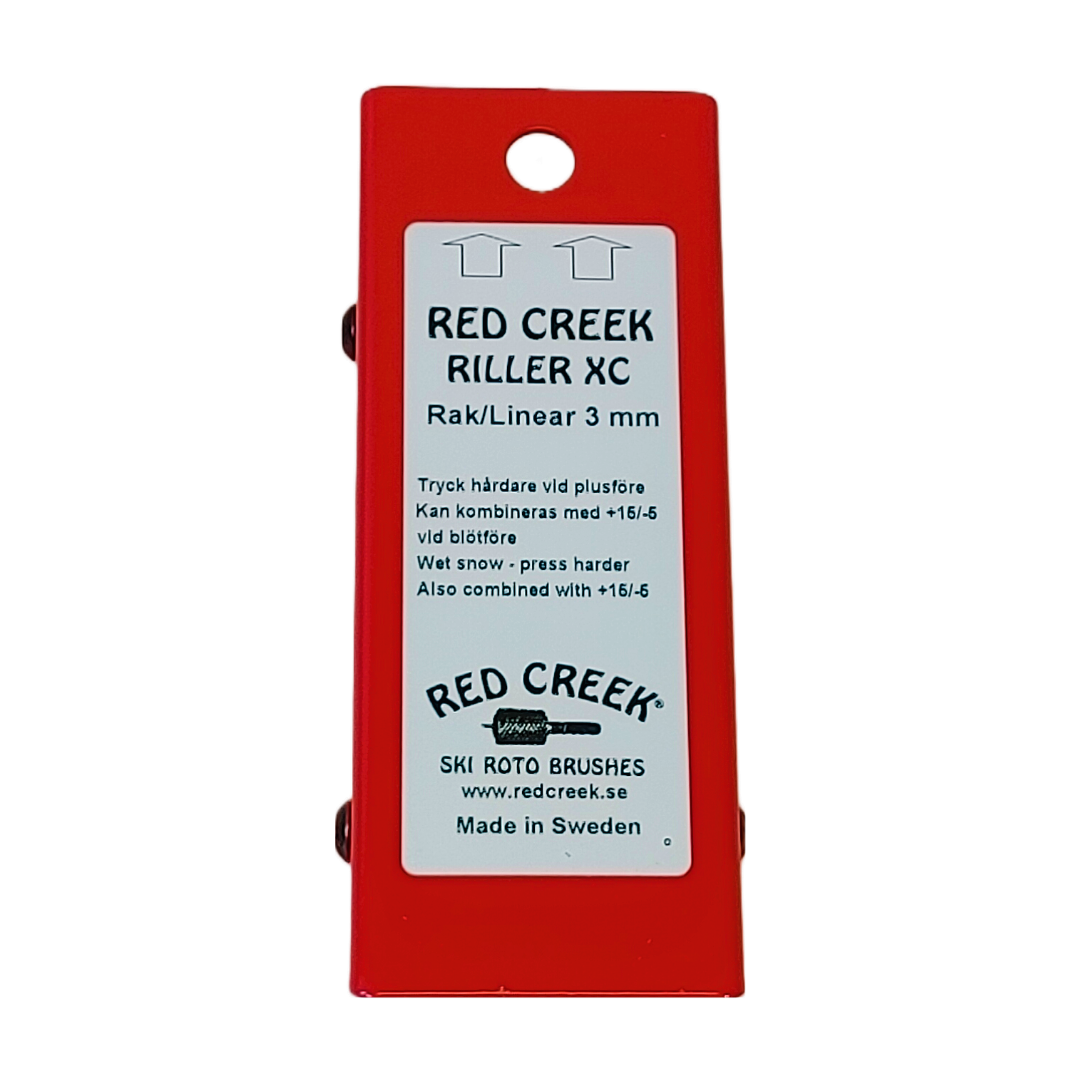 RED CREEK
RILLER XC
Rak/Linear 3 mm
Tryck hårdare vid plusföre
Kan kombineras med +15/-5
vid blötföre
Wet snow - press harder
Also combined with +15/-5
RED CREEK®
SKI ROTO BRUSHES
www.redcreek.se
Made in Sweden